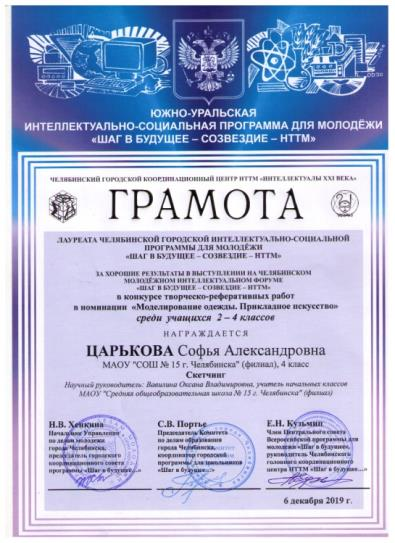 ЮЖНО-УРАЛЬСКАЯ
ИНТЕЛЛЕКТУАЛЬНО-СОЦИАЛЬНАЯ ПРОГРАММА ДЛЯ МОЛОДЁЖИ
«ШАГ В БУДУЩЕЕ – СОЗВЕЗДИЕ – НТТМ»
ЧЕЛЯБИНСКИЙ ГОРОДСКОЙ КООРДИНАЦИОННЫЙ ЦЕНТР НТТМ «ИНТЕЛЛЕКТУАЛЫ XXI ВЕКА»
ГРАМОТА
ЛАУРЕАТА ЧЕЛЯБИНСКОЙ ГОРОДСКОЙ ИНТЕЛЛЕКТУАЛЬНО-СОЦИАЛЬНОЙ
ПРОГРАММЫ ДЛЯ МОЛОДЁЖИ
«ШАГ В БУДУЩЕЕ – СОЗВЕЗДИЕ – НТТМ»
ЗА ХОРОШИЕ РЕЗУЛЬТАТЫ В ВЫСТУПЛЕНИИ НА ЧЕЛЯБИНСКОМ
МОЛОДЁЖНОМ ИНТЕЛЛЕКТУАЛЬНОМ ФОРУМЕ
«ШАГ В БУДУЩЕЕ – СОЗВЕЗДИЕ – НТТМ»
в конкурсе творческо-реферативных работ
в номинации «Моделирование одежды. Прикладное искусство»
среди учащихся 2 – 4 классов
НАГРАЖДАЕТСЯ
ЦАРЬКОВА Софья Александровна
МАОУ "СОШ № 15 г. Челябинска" (филиал), 4 класс
Скетчинг
Научный руководитель: Вавилина Оксана Владимировна, учитель начальных классов
МАОУ "Средняя общеобразовательная школа № 15 г. Челябинска" (филиал)
Н.В. Хенкина
Начальник Управления
по делам молодежи
города Челябинска,
председатель городского
координационного совета
программы «Шаг в будущее...»
С.В. Портье
Председатель Комитета
по делам образования
города Челябинска,
координатор городской
программы для школьников
«Шаг в будущее...»
Е.Н. Кузьмин
Член Центрального совета
Всероссийской программы для
молодёжи «Шаг в будущее»,
руководитель Челябинского
головного координационного
центра НТТМ «Шаг в будущее...»
6 декабря 2019 г.